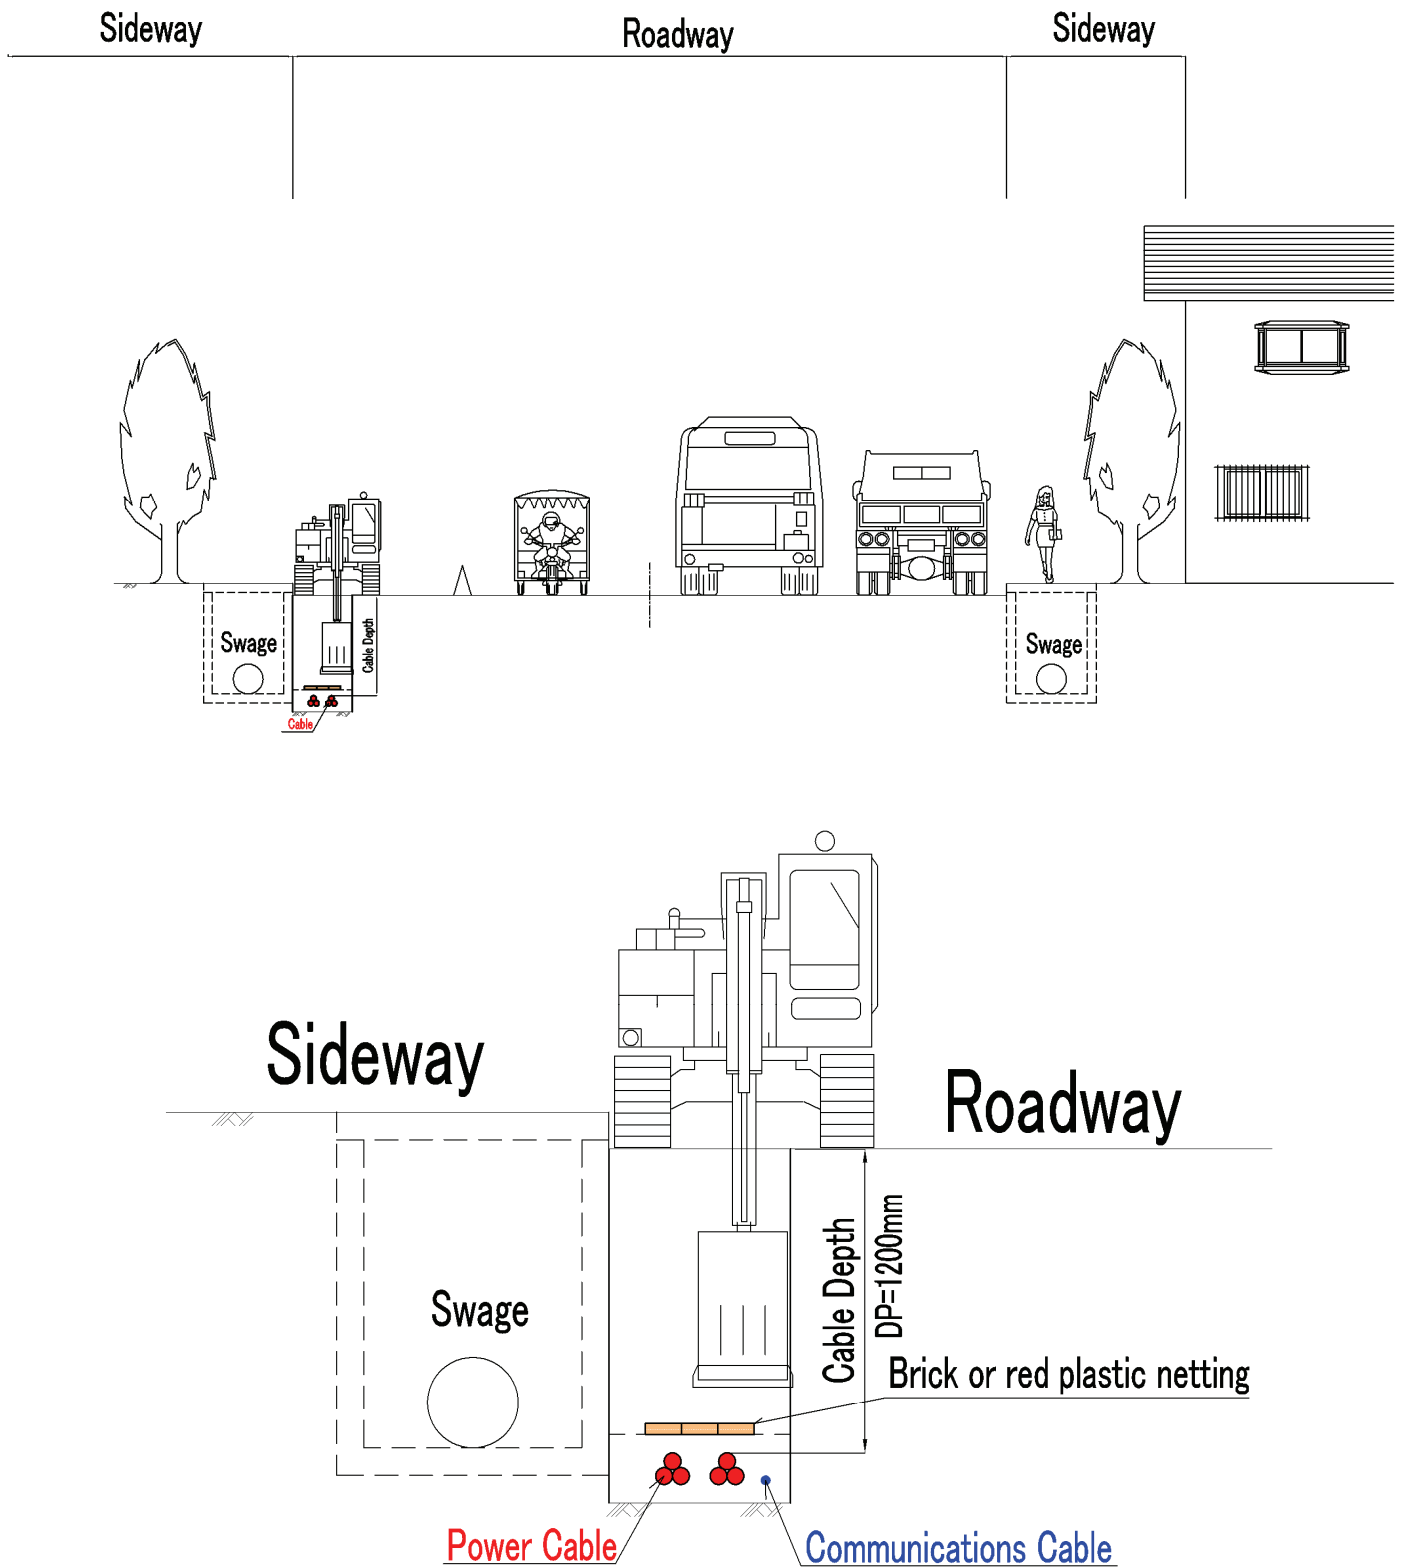 Sideway
Roadway
Sideway
Swage
Cable Depth
Swage
Cable
Sideway
Roadway
Swage
Cable Depth
DP=1200mm
Brick or red plastic netting
Power Cable
Communications Cable